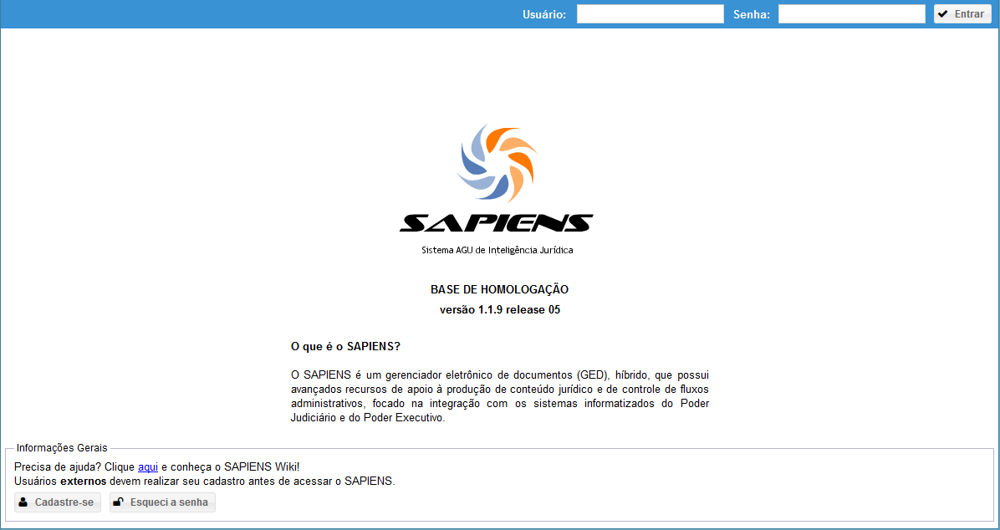 Usuário: Senha: Entrar
SAPIENS
Sistema AGU de Inteligência Jurídica
BASE DE HOMOLOGAÇÃO
versão 1.1.9 release 05
O que é o SAPIENS?
O SAPIENS é um gerenciador eletrônico de documentos (GED), híbrido, que possui
avançados recursos de apoio à produção de conteúdo jurídico e de controle de fluxos
administrativos, focado na integração com os sistemas informatizados do Poder
Judiciário e do Poder Executivo.
Informações Gerais
Precisa de ajuda? Clique aqui e conheça o SAPIENS Wiki!
Usuários externos devem realizar seu cadastro antes de acessar o SAPIENS.
Cadastre-se Esqueci a senha